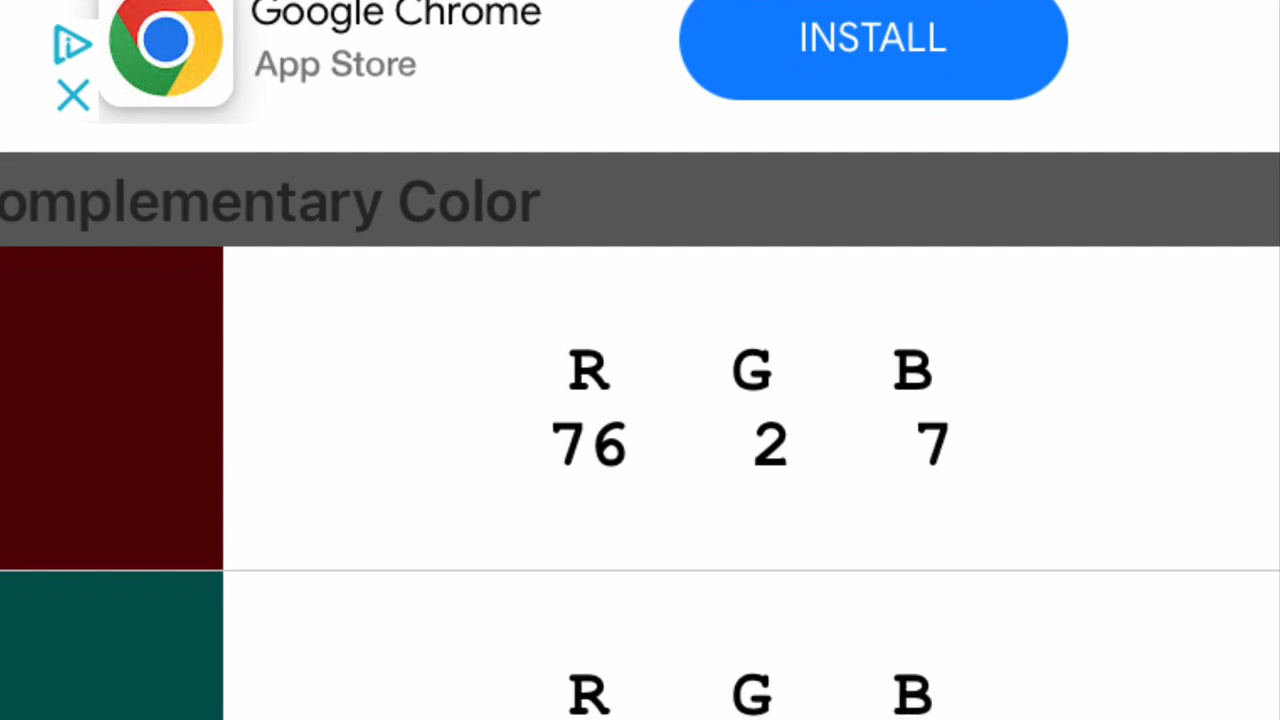 Google Chrome
App Store
INSTALL
omplementary Color
R G B
76 2 7
R G B